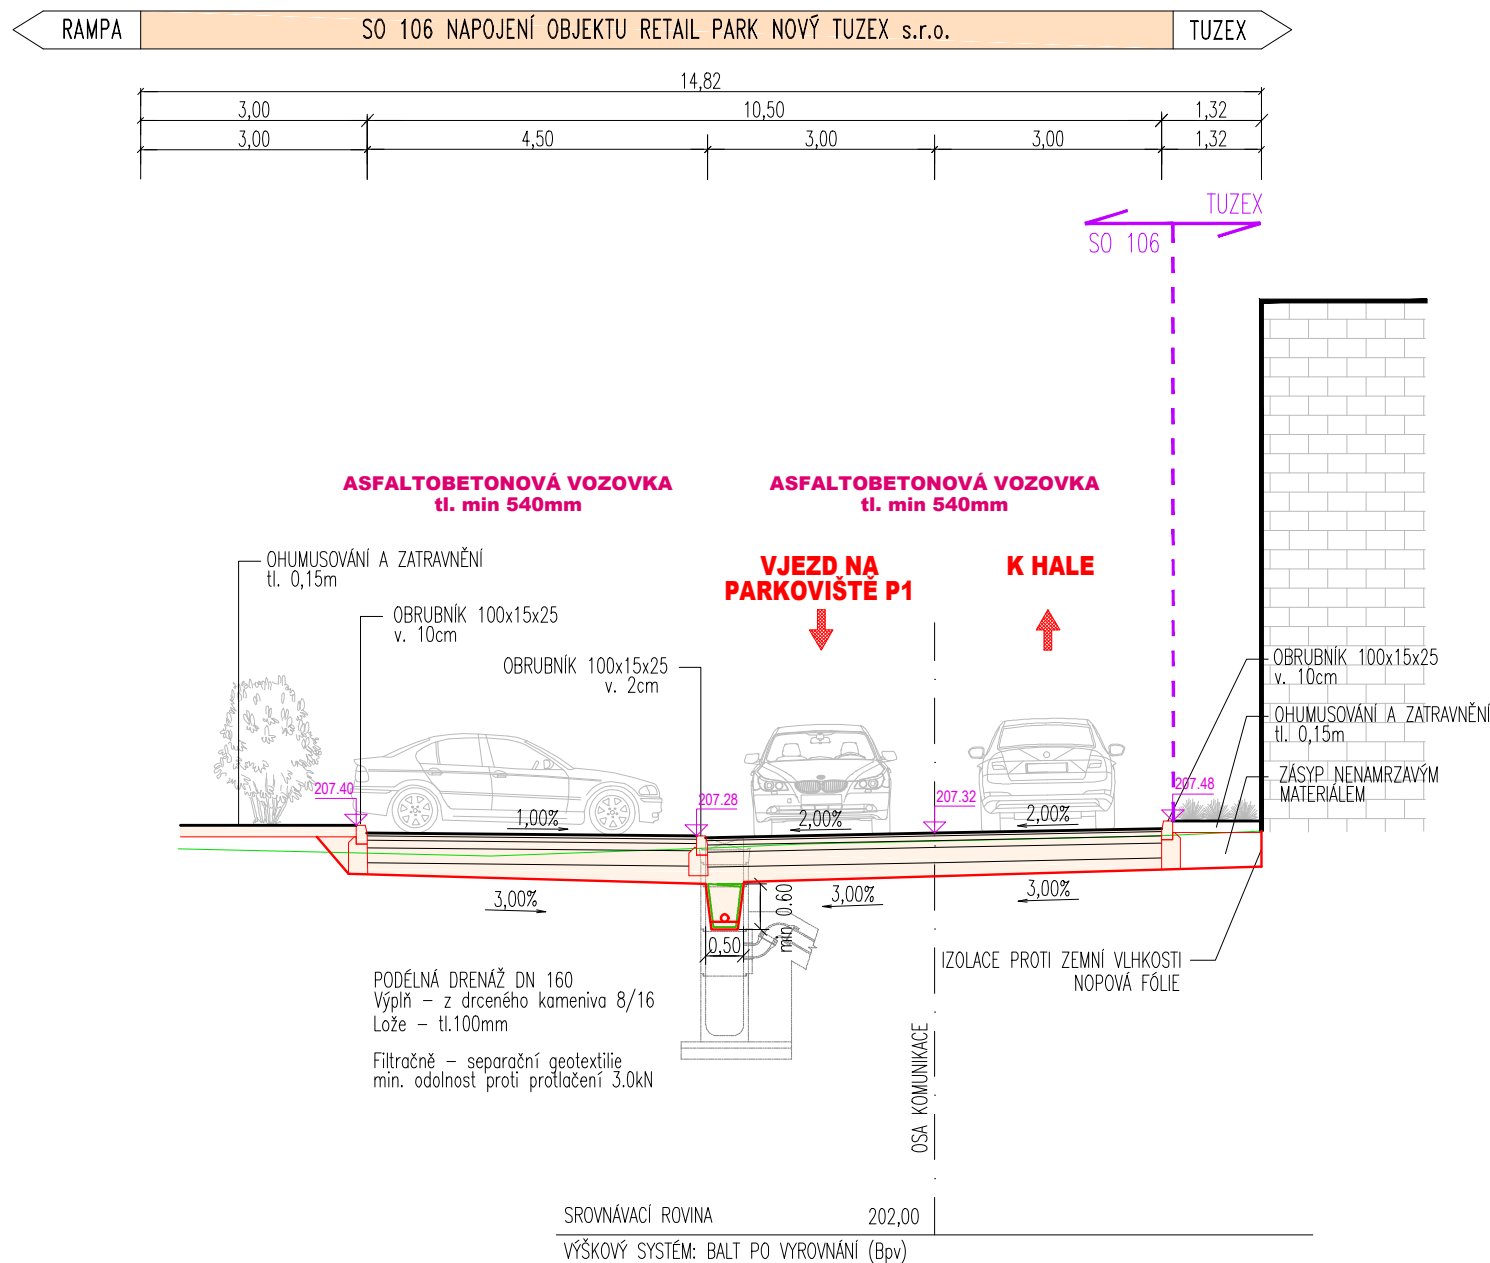 RAMPA
SO 106 NAPOJENÍ OBJEKTU RETAIL PARK NOVÝ TUZEX s.r.o.
TUZEX
14,82
3,00
10,50
1,32
3,00
4,50
3,00
3,00
1,32
TUZEX
SO 106
ASFALTOBETONOVÁ VOZOVKA
tl. min 540mm
ASFALTOBETONOVÁ VOZOVKA
tl. min 540mm
OHUMUSOVÁNÍ A ZATRAVNĚNÍ
tl. 0,15m
VJEZD NA
PARKOVIŠTĚ P1
K HALE
OBRUBNÍK 100x15x25
v. 10cm
OBRUBNÍK 100x15x25
v. 2cm
OBRUBNÍK 100x15x25
v. 10cm
OHUMUSOVÁNÍ A ZATRAVNĚNÍ
tl. 0,15m
ZÁSYP NENAMRZAVÝM
MATERIÁLEM
207.40
207.28
207.32
207.48
1,00%
2,00%
2,00%
3,00%
3,00%
3,00%
min 0.60
0,50
IZOLACE PROTI ZEMNÍ VLHKOSTI
NOPOVÁ FÓLIE
PODÉLNÁ DRENÁŽ DN 160
Výplň – z drceného kameniva 8/16
Lože – tl.100mm
Filtračně – separační geotextilie
min. odolnost proti protlačení 3.0kN
OSA KOMUNIKACE
SROVNÁVACÍ ROVINA 202,00
VÝŠKOVÝ SYSTÉM: BALT PO VYROVNÁNÍ (Bpv)